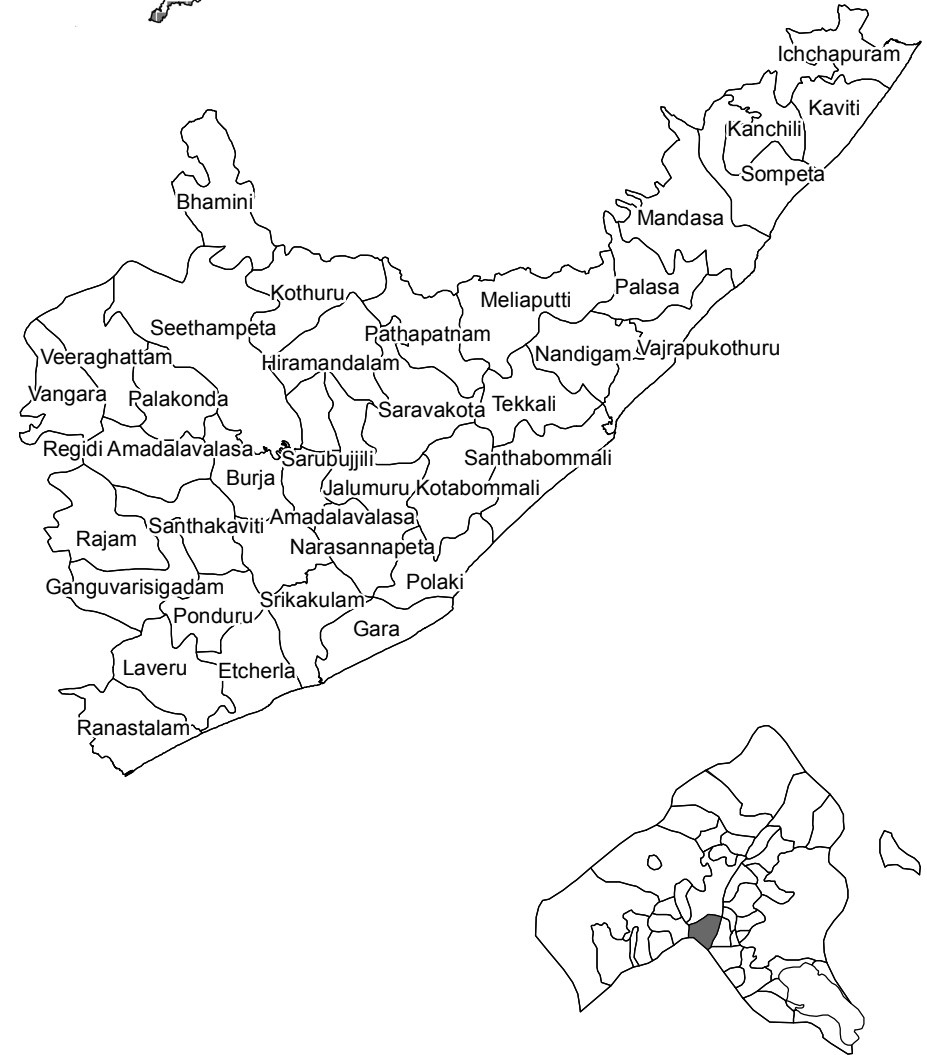 Ichchapuram
Kaviti
Kanchili
Sompeta
Bhamini
Mandasa
Palasa
Kothuru
Meliaputti
Seethampeta
Pathapatnam
Vajrapukothuru
Nandigam
Veeraghattam
Hiramandalam
Vangara
Palakonda
Saravakota
Tekkali
Regidi Amadalavalasa
Sarubujjili
Santhabommali
Burja
Jalumuru
Kotabommali
Santhakaviti
Amadalavalasa
Rajam
Narasannapeta
Ganguvarisigadam
Polaki
Srikakulam
Ponduru
Gara
Laveru
Etcherla
Ranastalam